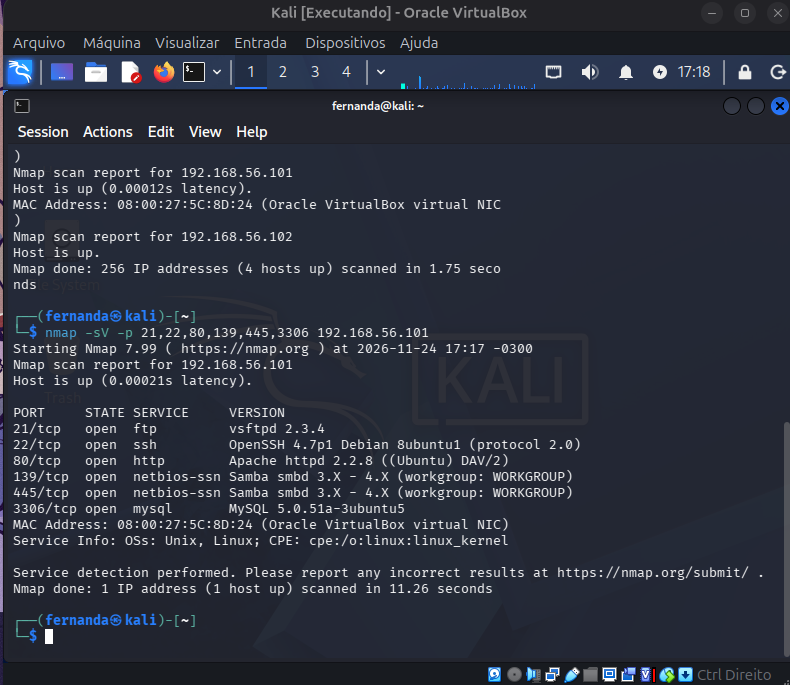 Kali [Executando] - Oracle VirtualBox
Arquivo Máquina Visualizar Entrada Dispositivos Ajuda
1 2 3 4 17:18
fernanda@kali: ~
Session Actions Edit View Help
)
Nmap scan report for 192.168.56.101
Host is up (0.00012s latency).
MAC Address: 08:00:27:5C:8D:24 (Oracle VirtualBox virtual NIC
)
Nmap scan report for 192.168.56.102
Host is up.
Nmap done: 256 IP addresses (4 hosts up) scanned in 1.75 seco
nds
┌──(fernanda㉿kali)-[~]
└─$ nmap -sV -p 21,22,80,139,445,3306 192.168.56.101
Starting Nmap 7.99 ( https://nmap.org ) at 2026-11-24 17:17 -0300
Nmap scan report for 192.168.56.101
Host is up (0.00021s latency).
PORT STATE SERVICE VERSION
21/tcp open ftp vsftpd 2.3.4
22/tcp open ssh OpenSSH 4.7p1 Debian 8ubuntu1 (protocol 2.0)
80/tcp open http Apache httpd 2.2.8 ((Ubuntu) DAV/2)
139/tcp open netbios-ssn Samba smbd 3.X - 4.X (workgroup: WORKGROUP)
445/tcp open netbios-ssn Samba smbd 3.X - 4.X (workgroup: WORKGROUP)
3306/tcp open mysql MySQL 5.0.51a-3ubuntu5
MAC Address: 08:00:27:5C:8D:24 (Oracle VirtualBox virtual NIC)
Service Info: OSs: Unix, Linux; CPE: cpe:/o:linux:linux_kernel
Service detection performed. Please report any incorrect results at https://nmap.org/submit/ .
Nmap done: 1 IP address (1 host up) scanned in 11.26 seconds
┌──(fernanda㉿kali)-[~]
└─$
KALI
Trash
Ctrl Direito